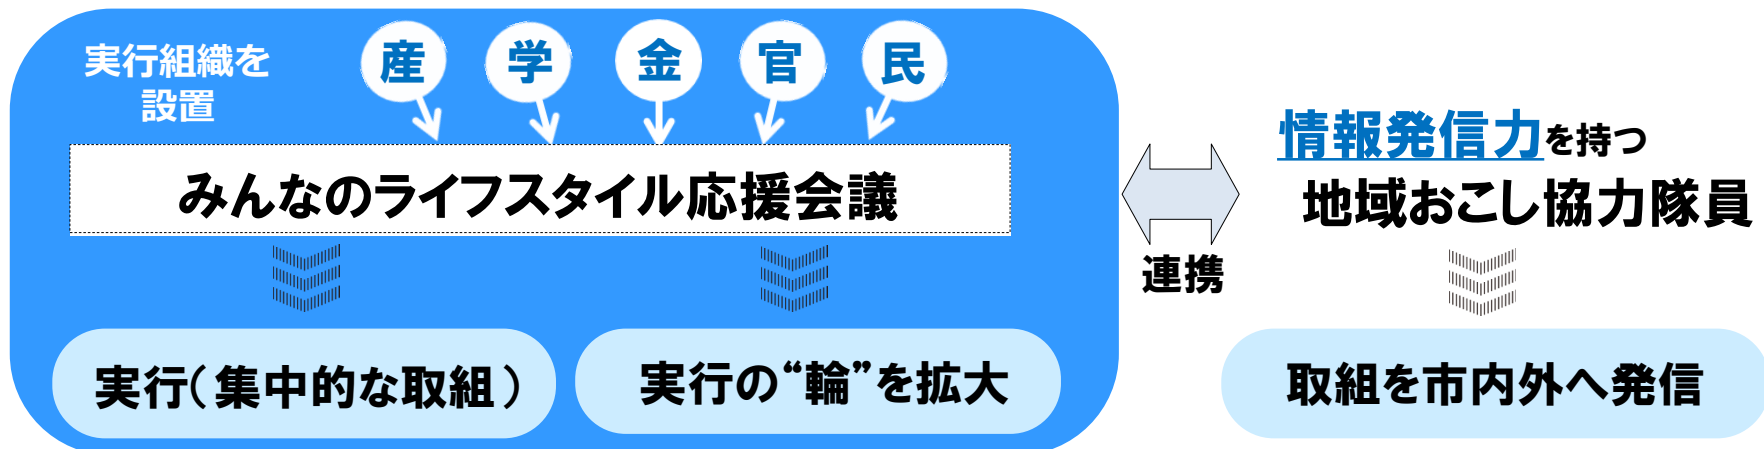 実行組織を
設置
産 学 金 官 民
みんなのライフスタイル応援会議
実行（集中的な取組）
実行の“輪”を拡大
連携
情報発信力を持つ
地域おこし協力隊員
取組を市内外へ発信